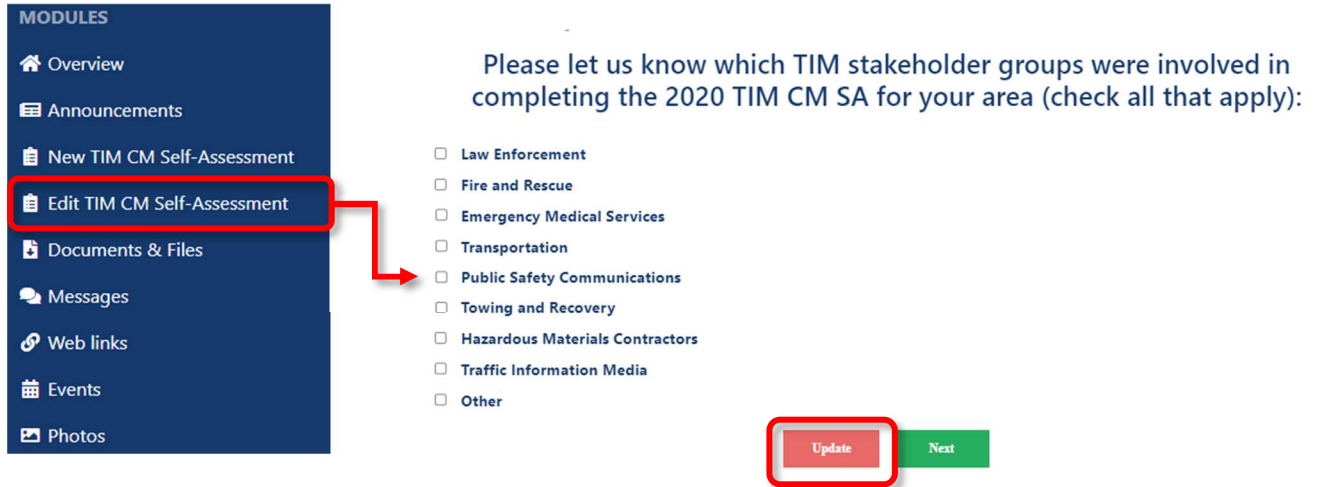 MODULES
Overview
Announcements
New TIM CM Self-Assessment
Edit TIM CM Self-Assessment
Documents & Files
Messages
Web links
Events
Photos
Please let us know which TIM stakeholder groups were involved in
completing the 2020 TIM CM SA for your area (check all that apply):
Law Enforcement
Fire and Rescue
Emergency Medical Services
Transportation
Public Safety Communications
Towing and Recovery
Hazardous Materials Contractors
Traffic Information Media
Other
Update
Next